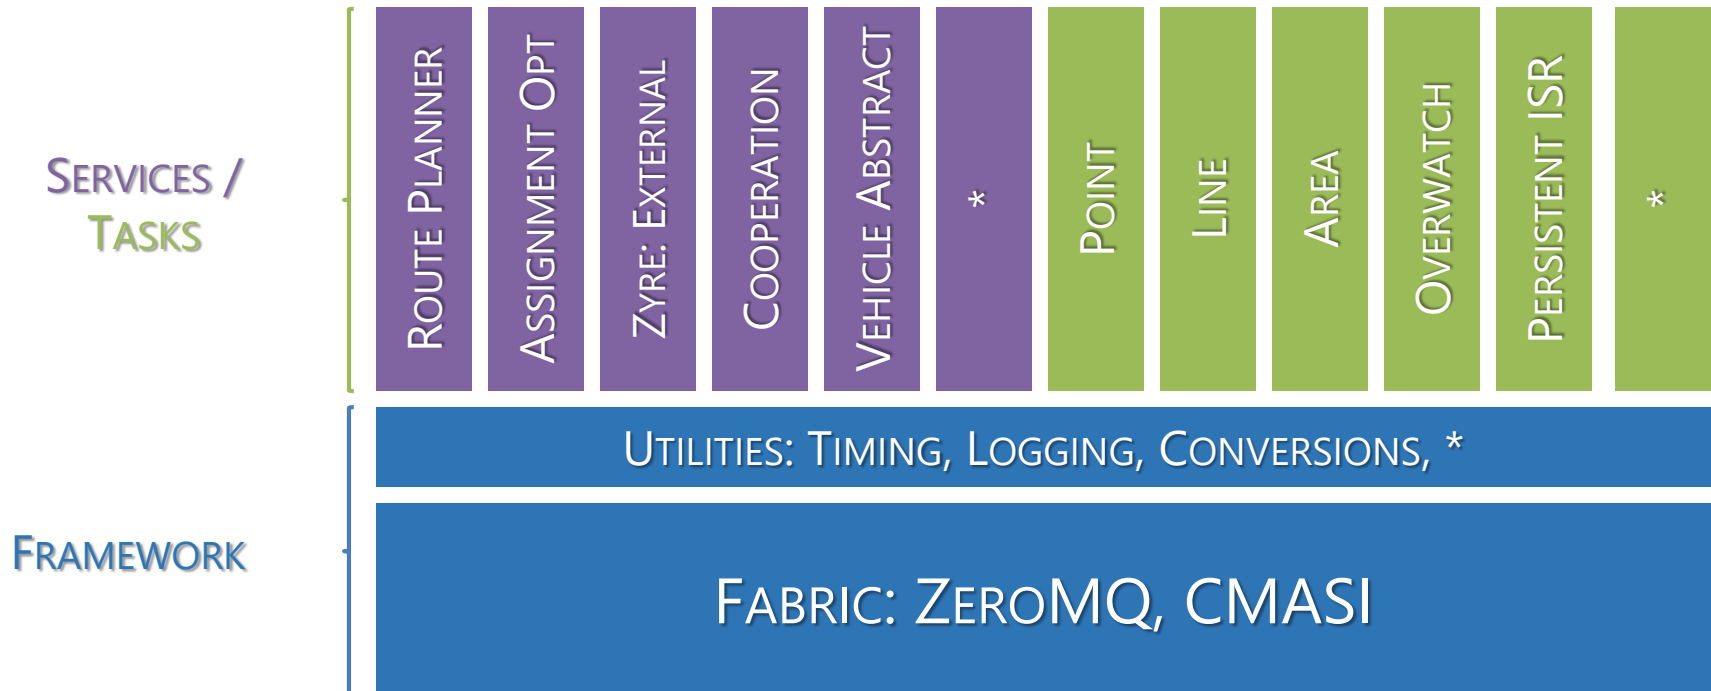 Services /
Tasks
Route Planner
Assignment Opt
Zyre: External
Cooperation
Vehicle Abstract
*
Point
Line
Area
Overwatch
Persistent ISR
*
Utilities: Timing, Logging, Conversions, *
Framework
Fabric: ZeroMQ, CMASI